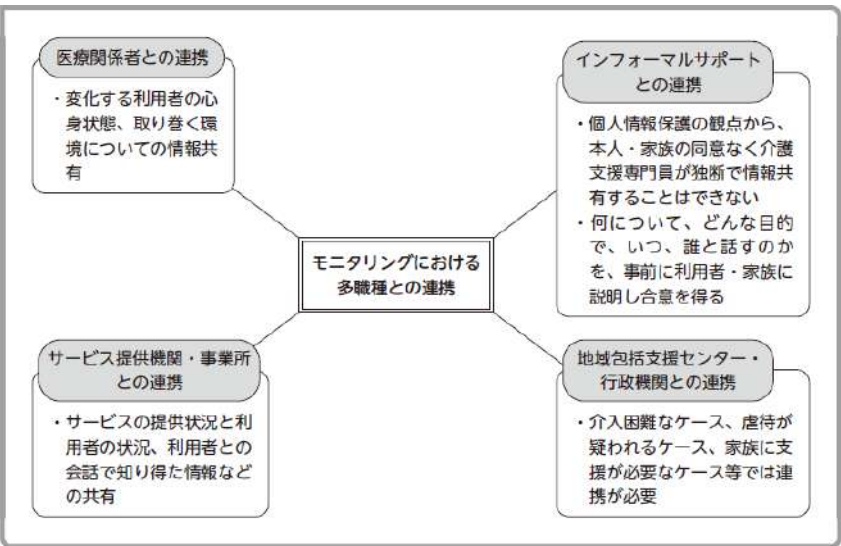 医療関係者との連携
・変化する利用者の心
身状態、取り巻く環
境についての情報共
有
インフォーマルサポート
との連携
・個人情報保護の観点から、
本人・家族の同意なく介護
支援専門員が独断で情報共
有することはできない
・何について、どんな目的
で、いつ、誰と話すのか
を、事前に利用者・家族に
説明し合意を得る
モニタリングにおける
多職種との連携
サービス提供機関・事業所
との連携
・サービスの提供状況と利
用者の状況、利用者との
会話で知り得た情報など
の共有
地域包括支援センター・
行政機関との連携
・介入困難なケース、虐待が
疑われるケース、家族に支
援が必要なケース等では連
携が必要